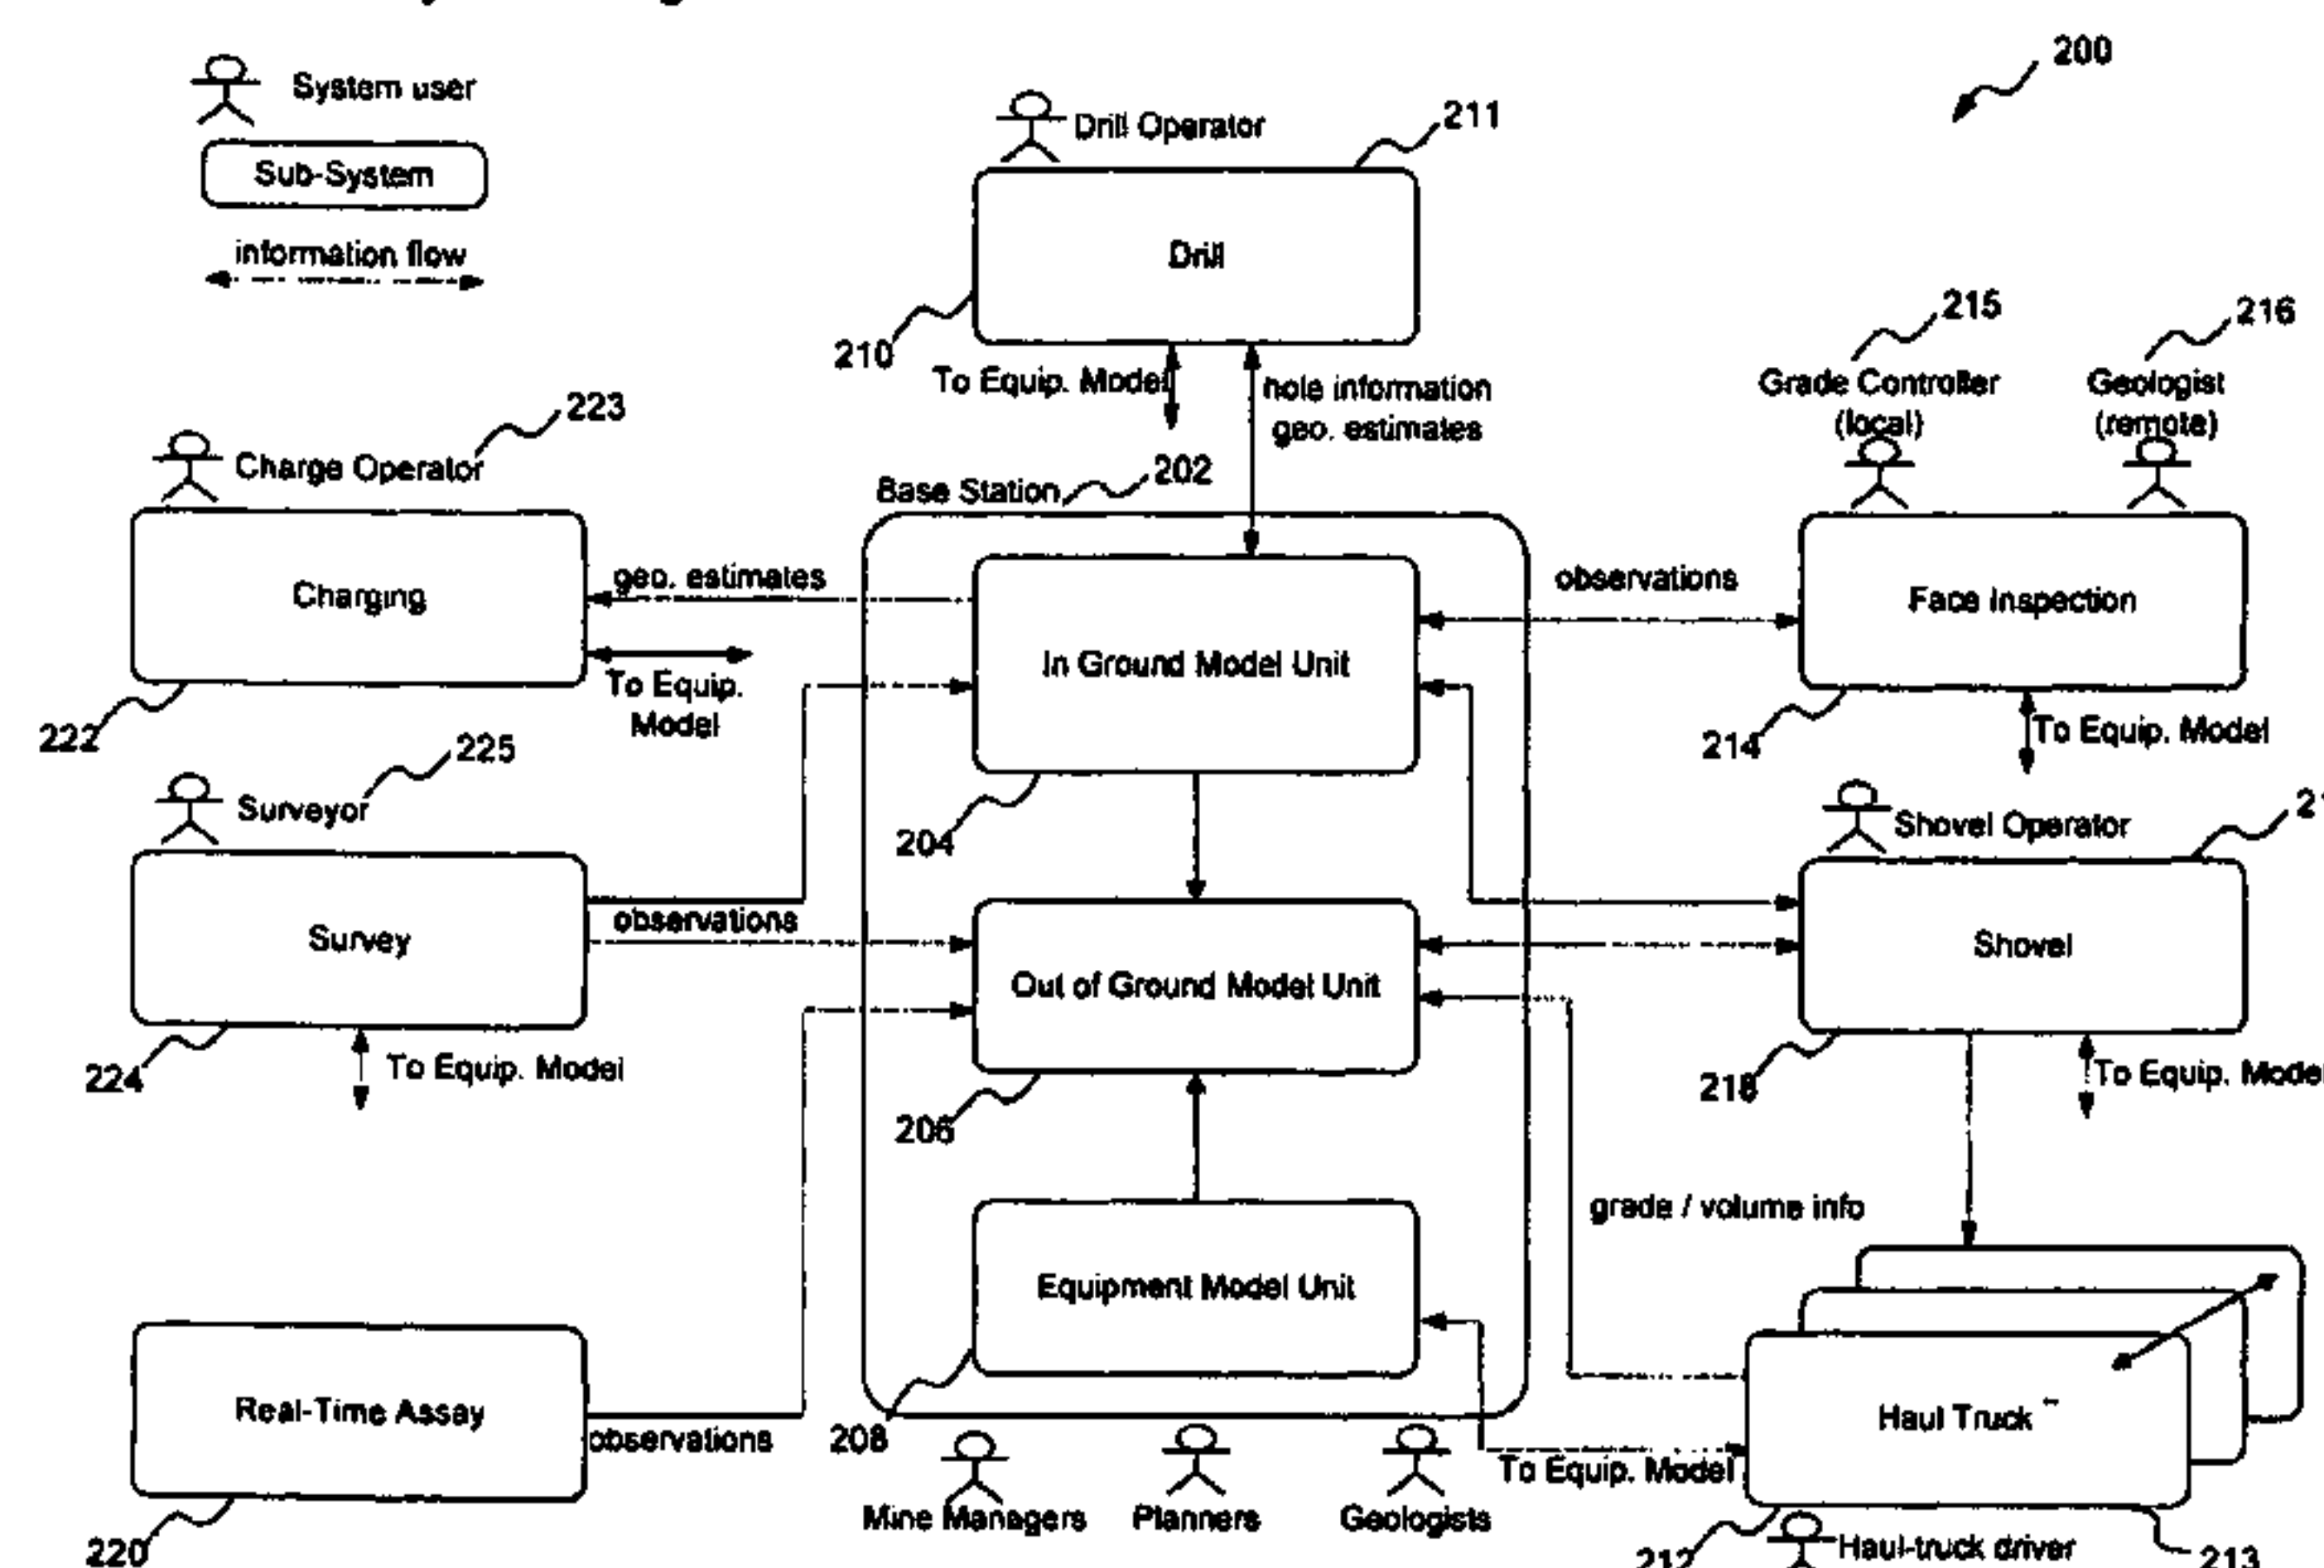 200
System user
Sub-System
information flow
Drill Operator
211
Drill
210
To Equip. Model
hole information
geo. estimates
215
216
Grade Controller
(local)
Geologist
(remote)
223
Charge Operator
Base Station
202
Charging
geo. estimates
In Ground Model Unit
observations
Face Inspection
To Equip.
Model
222
214
To Equip. Model
225
Surveyor
204
Shovel Operator
Survey
observations
Out of Ground Model Unit
Shovel
224
To Equip. Model
206
218
To Equip. Model
grade / volume info
Equipment Model Unit
Real-Time Assay
observations
208
Haul Truck
To Equip. Model
Mine Managers
Planners
Geologists
220
212
Haul-truck driver
213